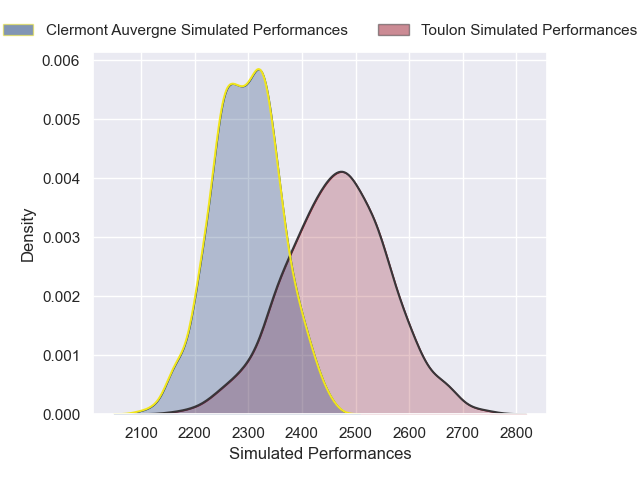 Clermont Auvergne Simulated Performances Toulon Simulated Performances
0.006
0.005
0.004
0.003
0.002
0.001
0.000
Density
2100 2200 2300 2400 2500 2600 2700 2800
Simulated Performances